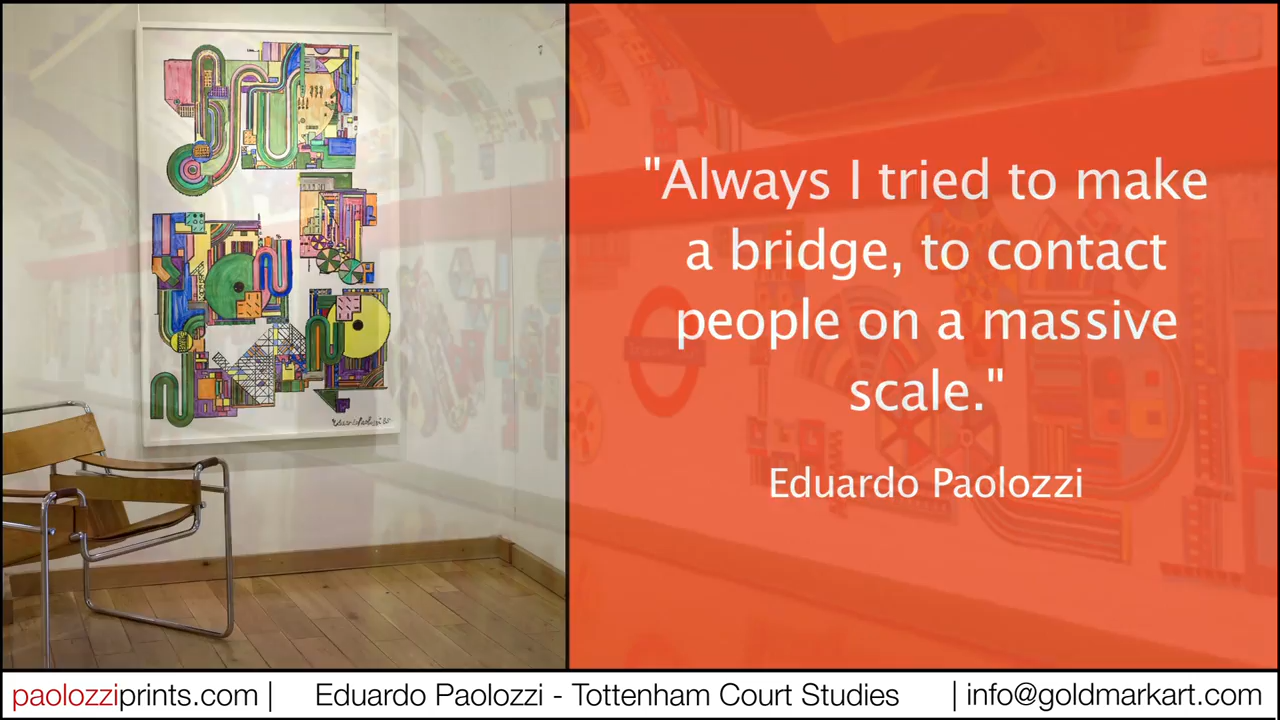 "Always I tried to make
a bridge, to contact
people on a massive
scale."
Eduardo Paolozzi
paolozziprints.com |
Eduardo Paolozzi - Tottenham Court Studies
| info@goldmarkart.com